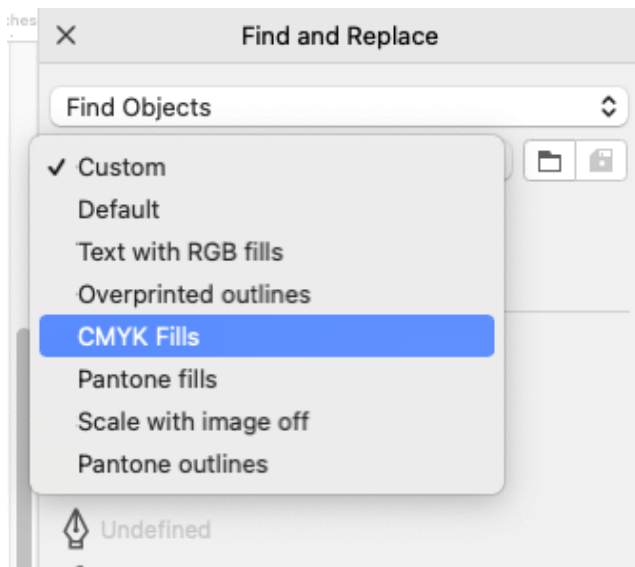 Find and Replace
Find Objects
Custom
Default
Text with RGB fills
Overprinted outlines
CMYK Fills
Pantone fills
Scale with image off
Pantone outlines
Undefined